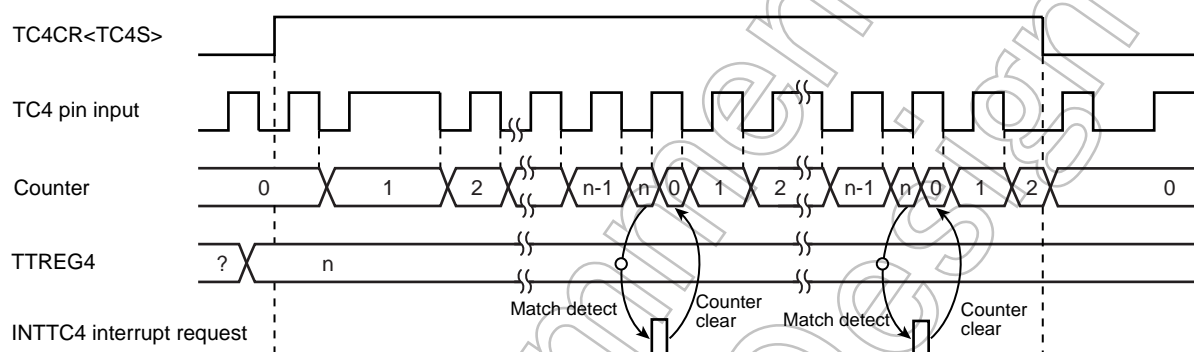 TC4CR<TC4S>
TC4 pin input
Counter 0 1 2 n-1 n 0 1 2 n-1 n 0 1 2 0
TTREG4 ? n
Match detect Counter clear Match detect Counter clear
INTTC4 interrupt request